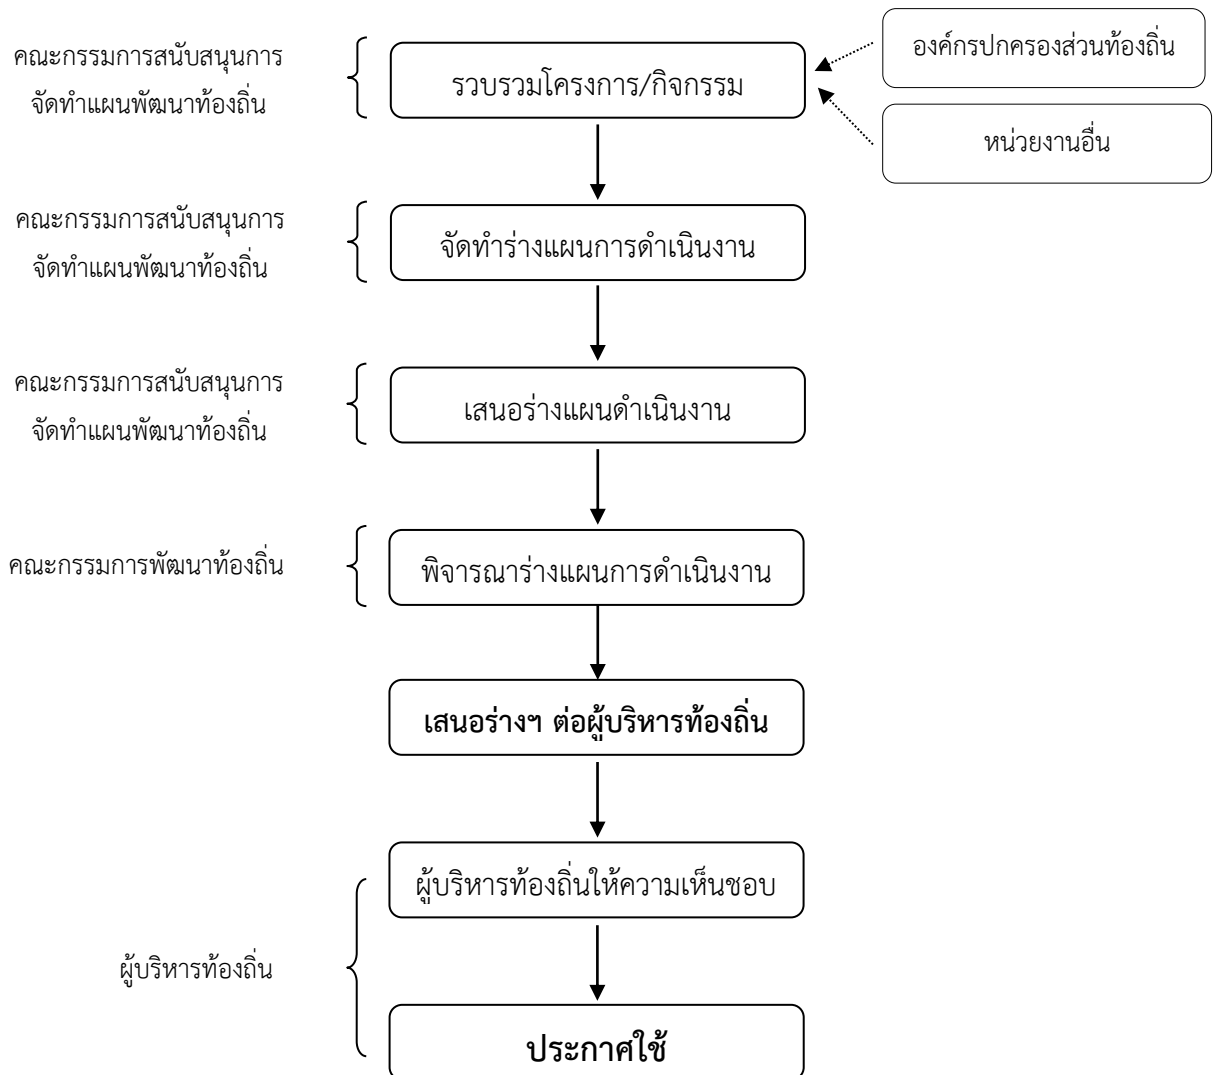 คณะกรรมการสนับสนุนการ
จัดทำแผนพัฒนาท้องถิ่น
รวบรวมโครงการ/กิจกรรม
องค์กรปกครองส่วนท้องถิ่น
หน่วยงานอื่น
คณะกรรมการสนับสนุนการ
จัดทำแผนพัฒนาท้องถิ่น
จัดทำร่างแผนการดำเนินงาน
คณะกรรมการสนับสนุนการ
จัดทำแผนพัฒนาท้องถิ่น
เสนอร่างแผนดำเนินงาน
คณะกรรมการพัฒนาท้องถิ่น
พิจารณาร่างแผนการดำเนินงาน
เสนอร่างฯ ต่อผู้บริหารท้องถิ่น
ผู้บริหารท้องถิ่นให้ความเห็นชอบ
ผู้บริหารท้องถิ่น
ประกาศใช้